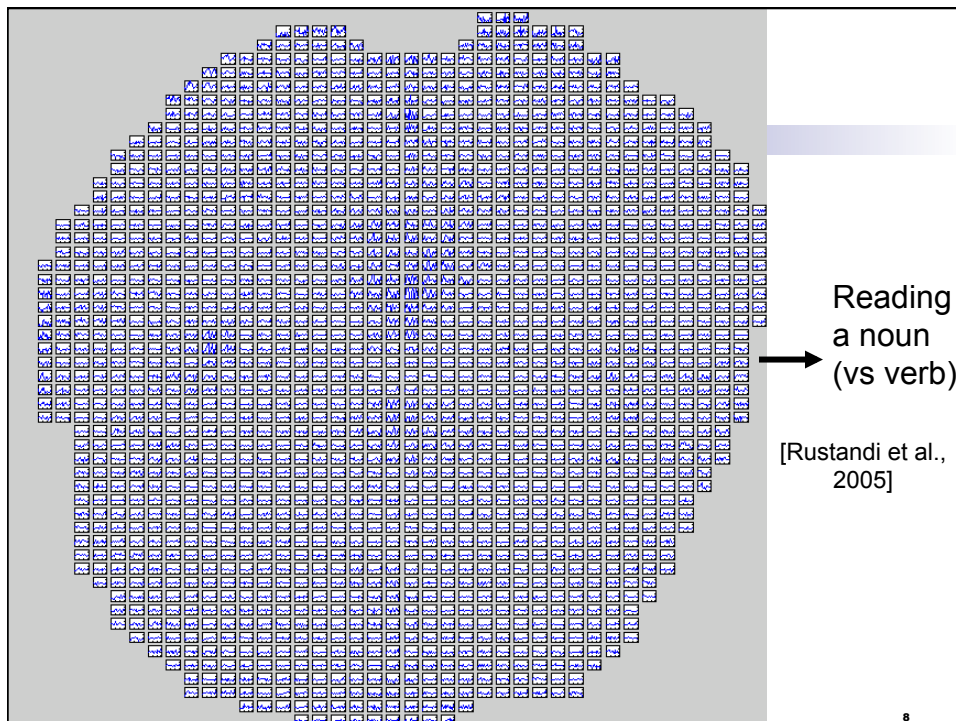 Reading
a noun
(vs verb)
[Rustandi et al.,
2005]
8